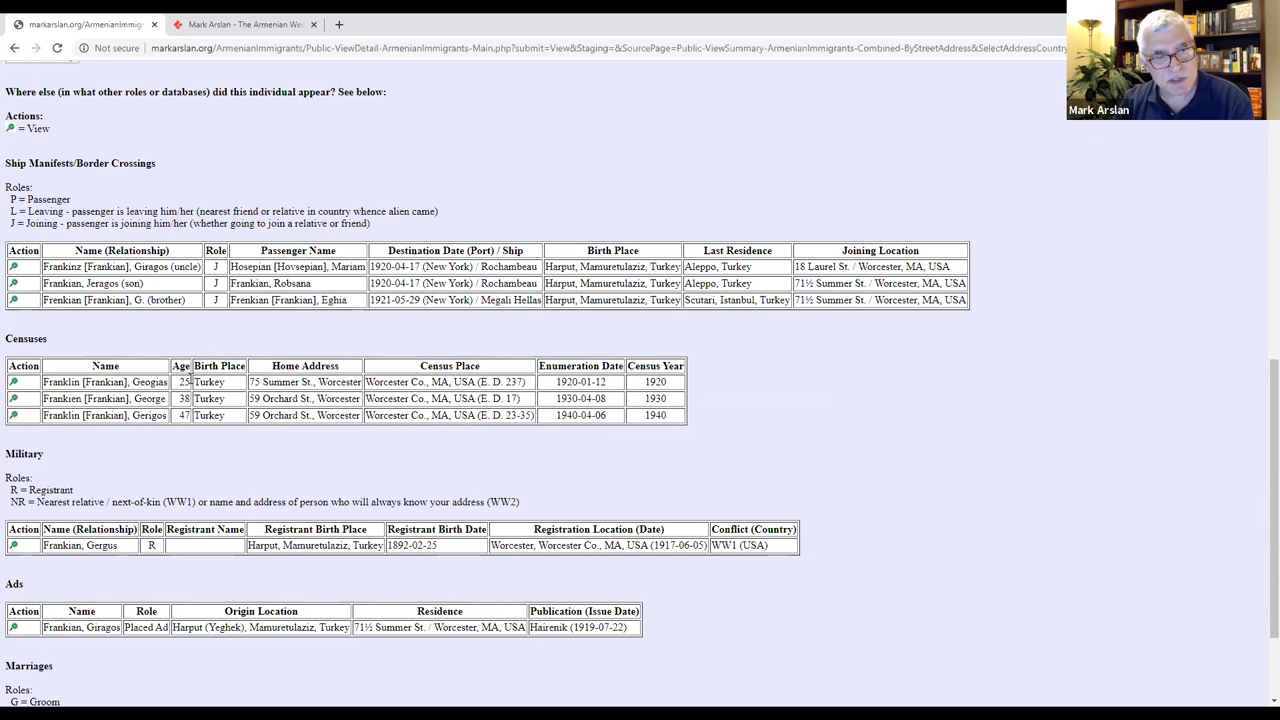 markarslan.org/ArmenianImmig
Mark Arslan - The Armenian Wee
Not secure
markarslan.org/ArmenianImmigrants/Public-ViewDetail-ArmenianImmigrants-Main.php?submit=View&Staging=&SourcePage=Public-ViewSummary-ArmenianImmigrants-Combined-ByStreetAddress&SelectAddressCountry
Mark Arslan
Where else (in what other roles or databases) did this individual appear? See below:
Actions:
= View
Ship Manifests/Border Crossings
Roles:
P = Passenger
L = Leaving - passenger is leaving him/her (nearest friend or relative in country whence alien came)
J = Joining - passenger is joining him/her (whether going to join a relative or friend)
Action Name (Relationship) Role Passenger Name Destination Date (Port) / Ship Birth Place Last Residence Joining Location
Frankinz [Frankian], Giragos (uncle) J Hosepian [Hovsepian], Mariam 1920-04-17 (New York) / Rochambeau Harput, Mamuretulaziz, Turkey Aleppo, Turkey 18 Laurel St. / Worcester, MA, USA
Frankian, Jeragos (son) J Frankian, Robsana 1920-04-17 (New York) / Rochambeau Harput, Mamuretulaziz, Turkey Aleppo, Turkey 71½ Summer St. / Worcester, MA, USA
Frenkian [Frankian], G. (brother) J Frenkian [Frankian], Eghia 1921-05-29 (New York) / Megali Hellas Harput, Mamuretulaziz, Turkey Scutari, Istanbul, Turkey 71½ Summer St. / Worcester, MA, USA
Censuses
Action Name Age Birth Place Home Address Census Place Enumeration Date Census Year
Franklin [Frankian], Geogias 25 Turkey 75 Summer St., Worcester Worcester Co., MA, USA (E. D. 237) 1920-01-12 1920
Frankien [Frankian], George 38 Turkey 59 Orchard St., Worcester Worcester Co., MA, USA (E. D. 17) 1930-04-08 1930
Franklin [Frankian], Gerigos 47 Turkey 59 Orchard St., Worcester Worcester Co., MA, USA (E. D. 23-35) 1940-04-06 1940
Military
Roles:
R = Registrant
NR = Nearest relative / next-of-kin (WW1) or name and address of person who will always know your address (WW2)
Action Name (Relationship) Role Registrant Name Registrant Birth Place Registrant Birth Date Registration Location (Date) Conflict (Country)
Frankian, Gergus R Harput, Mamuretulaziz, Turkey 1892-02-25 Worcester, Worcester Co., MA, USA (1917-06-05) WW1 (USA)
Ads
Action Name Role Origin Location Residence Publication (Issue Date)
Frankian, Giragos Placed Ad Harput (Yeghek), Mamuretulaziz, Turkey 71½ Summer St. / Worcester, MA, USA Hairenik (1919-07-22)
Marriages
Roles:
G = Groom